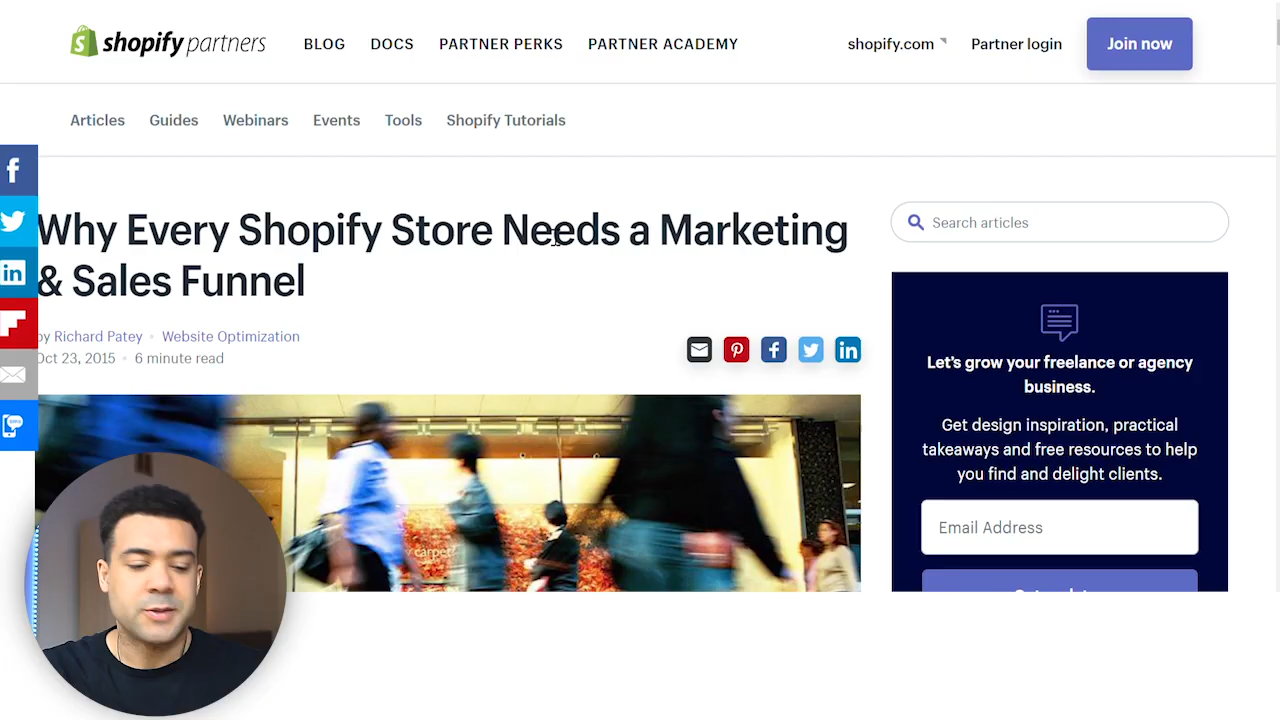 shopify partners
BLOG
DOCS
PARTNER PERKS
PARTNER ACADEMY
shopify.com
Partner login
Join now
Articles
Guides
Webinars
Events
Tools
Shopify Tutorials
Why Every Shopify Store Needs a Marketing
& Sales Funnel
by Richard Patey • Website Optimization
Oct 23, 2015 • 6 minute read
Search articles
Let's grow your freelance or agency
business.
Get design inspiration, practical
takeaways and free resources to help
you find and delight clients.
Email Address